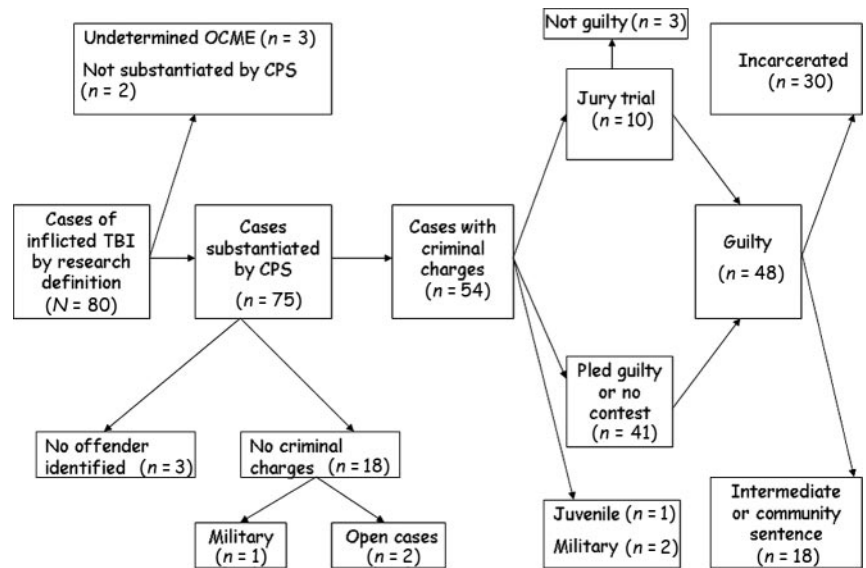 Undetermined OCME (n = 3)
Not substantiated by CPS
(n = 2)
Not guilty (n = 3)
Jury trial
(n = 10)
Incarcerated
(n = 30)
Cases of
inflicted TBI
by research
definition
(N = 80)
Cases
substantiated
by CPS
(n = 75)
Cases with
criminal
charges
(n = 54)
Guilty
(n = 48)
Pled guilty
or no
contest
(n = 41)
No offender
identified (n = 3)
No criminal
charges (n = 18)
Military
(n = 1)
Open cases
(n = 2)
Juvenile (n = 1)
Military (n = 2)
Intermediate
or community
sentence
(n = 18)